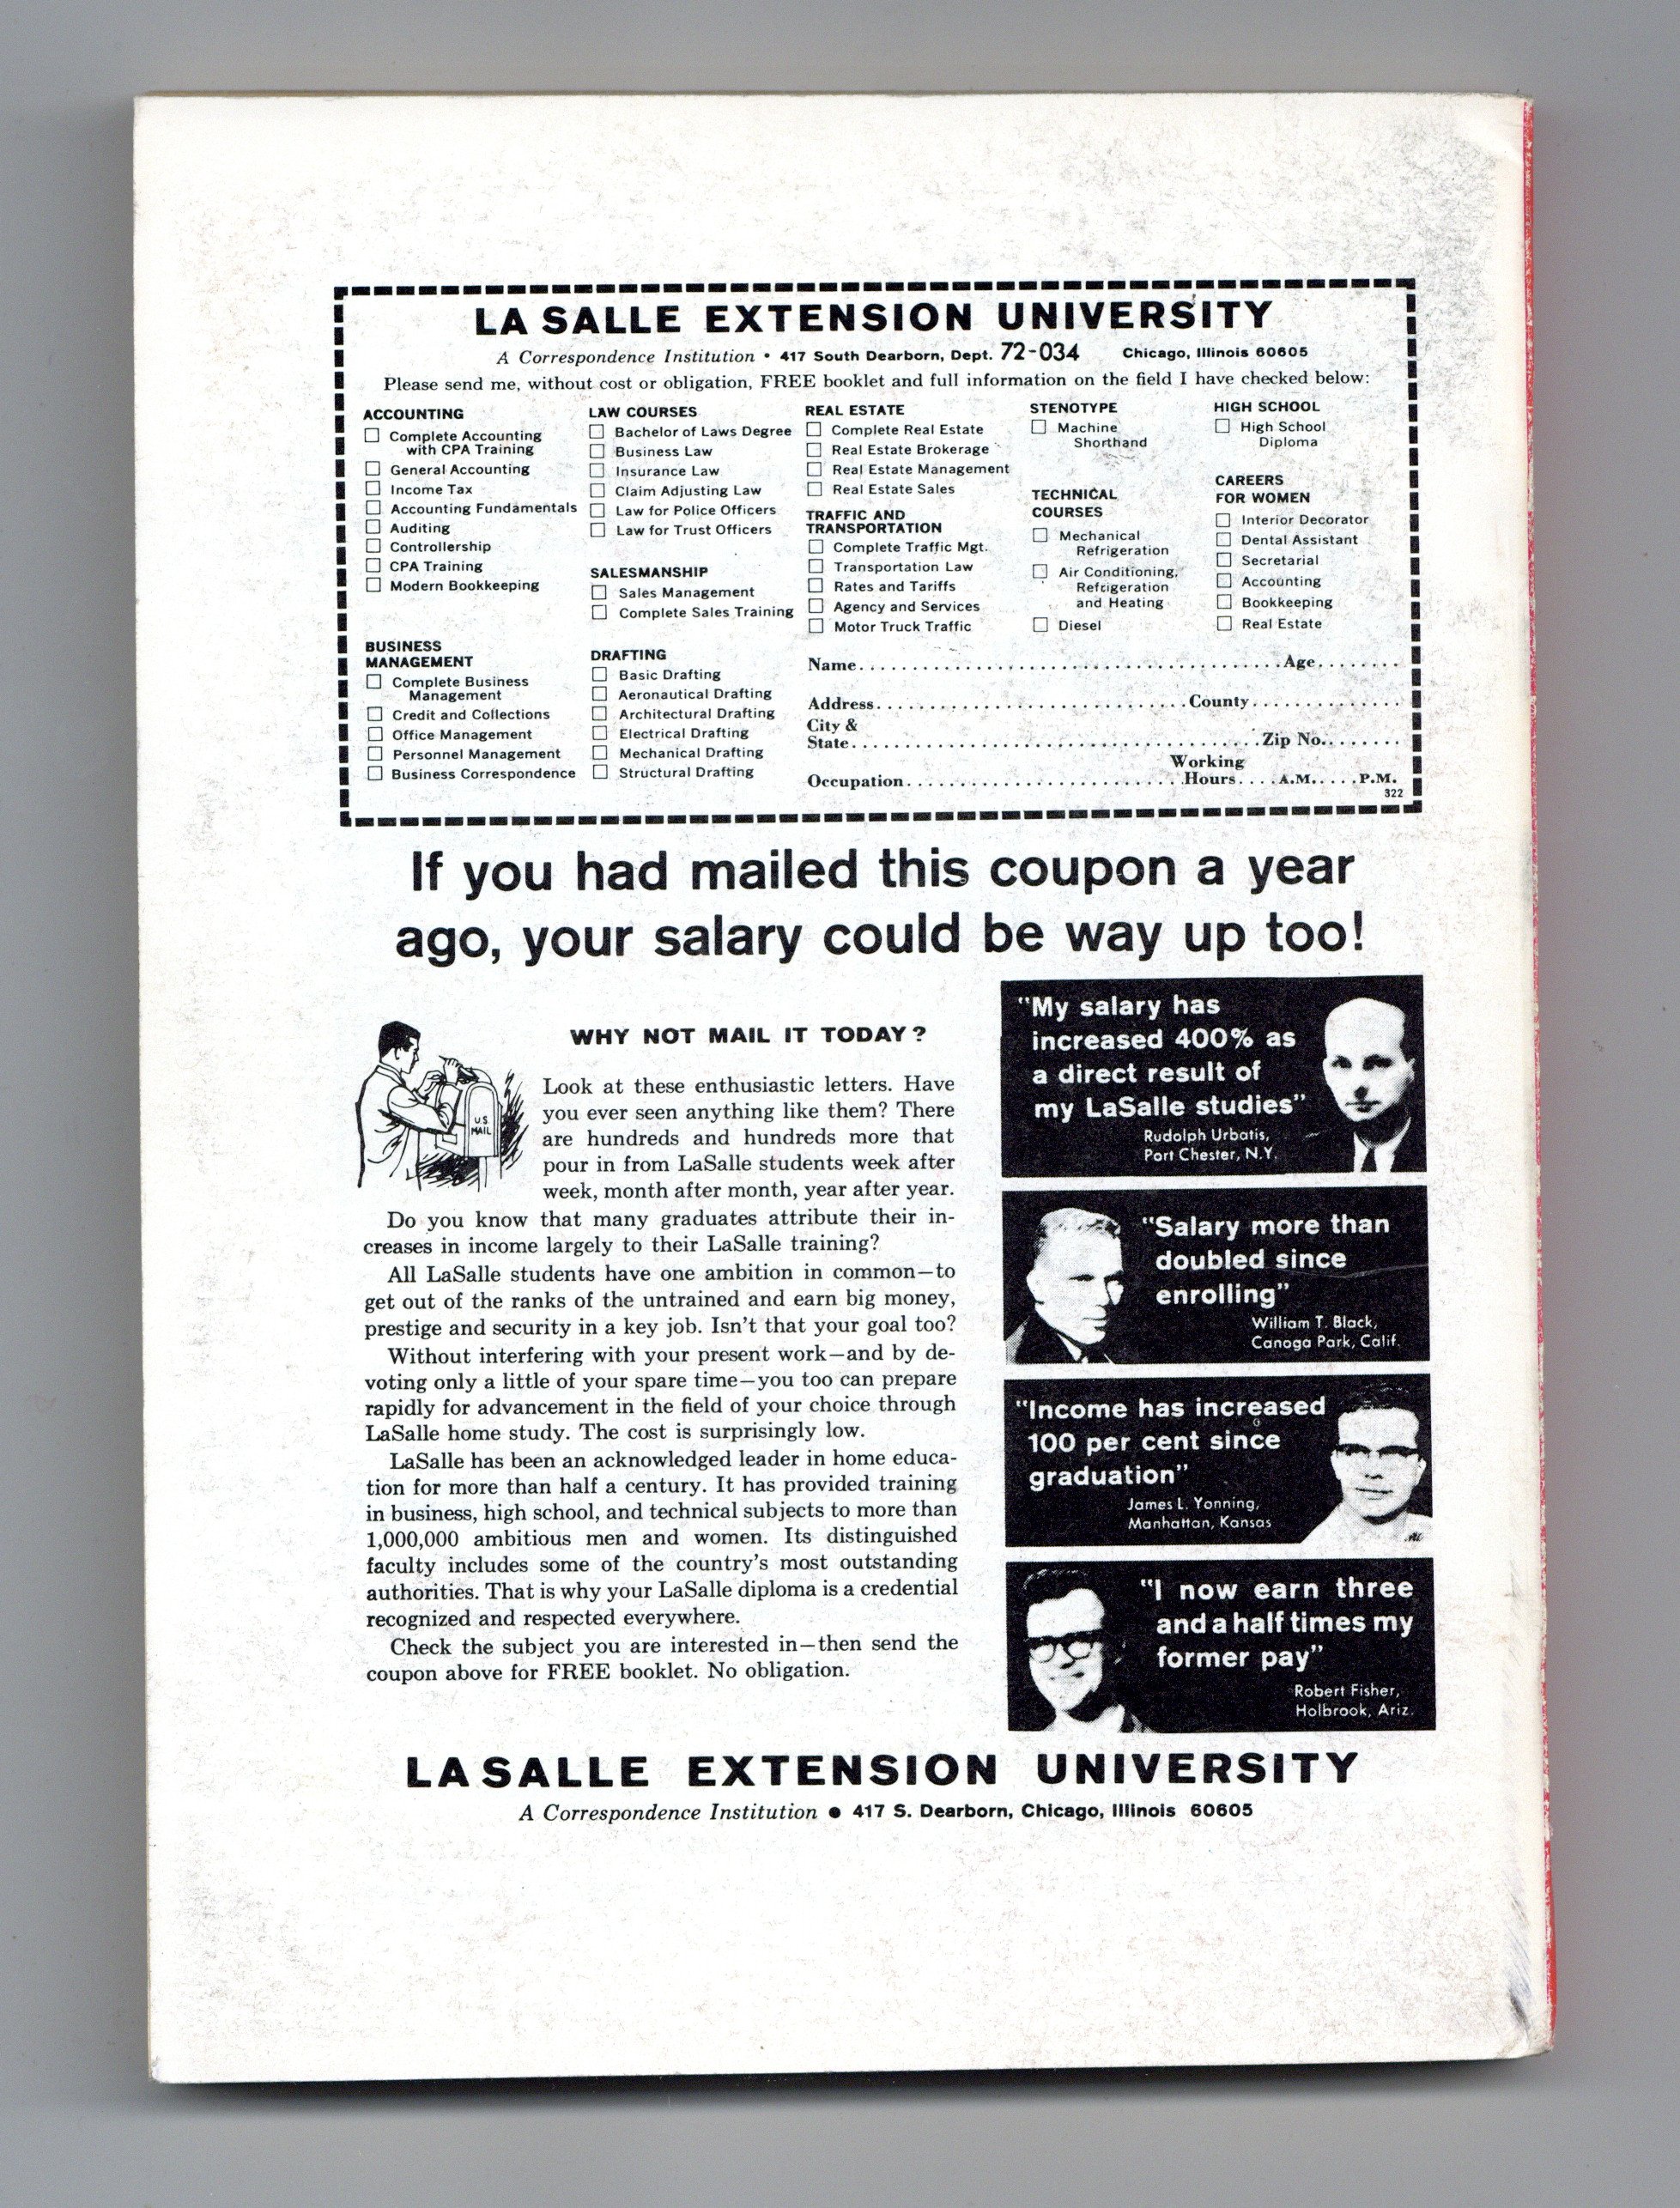 LA SALLE EXTENSION UNIVERSITY
A Correspondence Institution • 417 South Dearborn, Dept. 72-034 Chicago, Illinois 60605
Please send me, without cost or obligation, FREE booklet and full information on the field I have checked below:
ACCOUNTING
☐ Complete Accounting
with CPA Training
☐ General Accounting
☐ Income Tax
☐ Accounting Fundamentals
☐ Auditing
☐ Controllership
☐ CPA Training
☐ Modern Bookkeeping
BUSINESS
MANAGEMENT
☐ Complete Business
Management
☐ Credit and Collections
☐ Office Management
☐ Personnel Management
☐ Business Correspondence
LAW COURSES
☐ Bachelor of Laws Degree
☐ Business Law
☐ Insurance Law
☐ Claim Adjusting Law
☐ Law for Police Officers
☐ Law for Trust Officers
SALESMANSHIP
☐ Sales Management
☐ Complete Sales Training
DRAFTING
☐ Basic Drafting
☐ Aeronautical Drafting
☐ Architectural Drafting
☐ Electrical Drafting
☐ Mechanical Drafting
☐ Structural Drafting
REAL ESTATE
☐ Complete Real Estate
☐ Real Estate Brokerage
☐ Real Estate Management
☐ Real Estate Sales
TRAFFIC AND
TRANSPORTATION
☐ Complete Traffic Mgt.
☐ Transportation Law
☐ Rates and Tariffs
☐ Agency and Services
☐ Motor Truck Traffic
STENOTYPE
☐ Machine
Shorthand
TECHNICAL
COURSES
☐ Mechanical
Refrigeration
☐ Air Conditioning,
Refrigeration
and Heating
☐ Diesel
HIGH SCHOOL
☐ High School
Diploma
CAREERS
FOR WOMEN
☐ Interior Decorator
☐ Dental Assistant
☐ Secretarial
☐ Accounting
☐ Bookkeeping
☐ Real Estate
Name........................................Age........
Address.............................County..............
City &
State......................................Zip No........
Working
Occupation..........................Hours....A.M.....P.M.
322
If you had mailed this coupon a year
ago, your salary could be way up too!
U.S.
MAIL
WHY NOT MAIL IT TODAY?
Look at these enthusiastic letters. Have
you ever seen anything like them? There
are hundreds and hundreds more that
pour in from LaSalle students week after
week, month after month, year after year.
Do you know that many graduates attribute their in-
creases in income largely to their LaSalle training?
All LaSalle students have one ambition in common—to
get out of the ranks of the untrained and earn big money,
prestige and security in a key job. Isn't that your goal too?
Without interfering with your present work—and by de-
voting only a little of your spare time—you too can prepare
rapidly for advancement in the field of your choice through
LaSalle home study. The cost is surprisingly low.
LaSalle has been an acknowledged leader in home educa-
tion for more than half a century. It has provided training
in business, high school, and technical subjects to more than
1,000,000 ambitious men and women. Its distinguished
faculty includes some of the country's most outstanding
authorities. That is why your LaSalle diploma is a credential
recognized and respected everywhere.
Check the subject you are interested in—then send the
coupon above for FREE booklet. No obligation.
"My salary has
increased 400% as
a direct result of
my LaSalle studies"
Rudolph Urbatis,
Port Chester, N.Y.
"Salary more than
doubled since
enrolling"
William T. Black,
Canoga Park, Calif.
"Income has increased
100 per cent since
graduation"
James L. Yonning,
Manhattan, Kansas
"I now earn three
and a half times my
former pay"
Robert Fisher,
Holbrook, Ariz.
LA SALLE EXTENSION UNIVERSITY
A Correspondence Institution • 417 S. Dearborn, Chicago, Illinois 60605